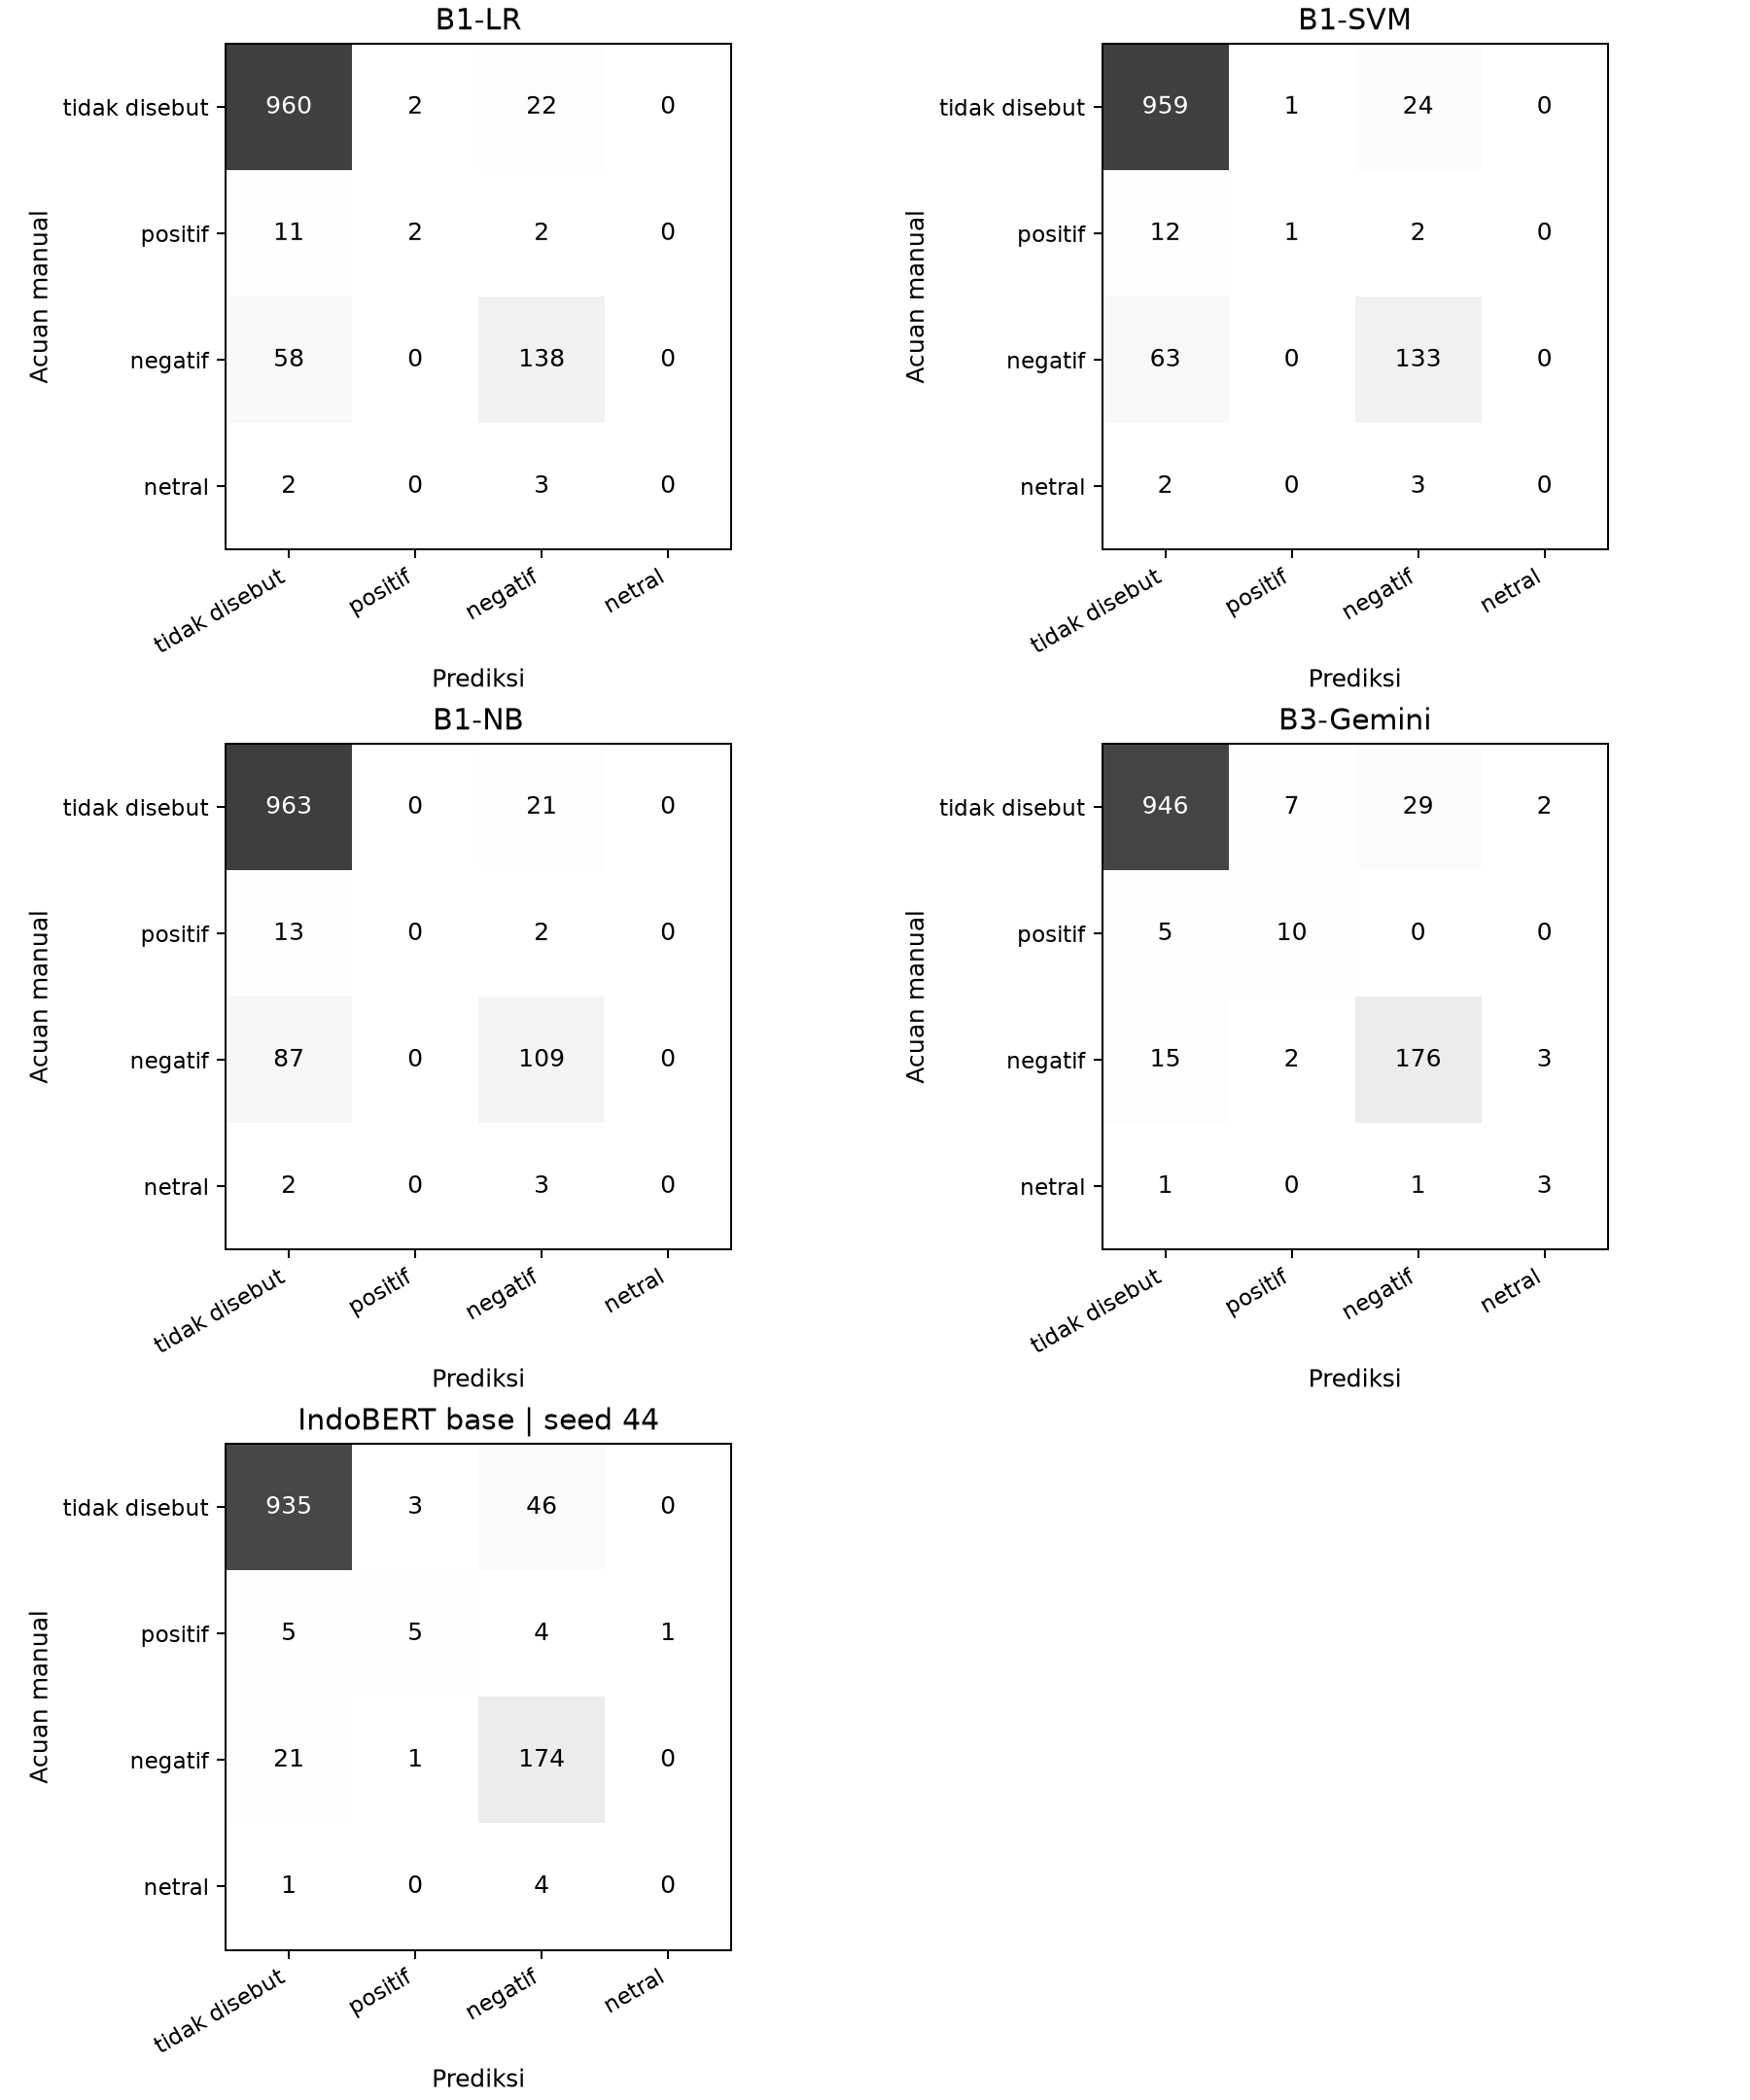 B1-LR
Acuan manual
tidak disebut 960 2 22 0
positif 11 2 2 0
negatif 58 0 138 0
netral 2 0 3 0
tidak disebut positif negatif netral
Prediksi
B1-SVM
Acuan manual
tidak disebut 959 1 24 0
positif 12 1 2 0
negatif 63 0 133 0
netral 2 0 3 0
tidak disebut positif negatif netral
Prediksi
B1-NB
Acuan manual
tidak disebut 963 0 21 0
positif 13 0 2 0
negatif 87 0 109 0
netral 2 0 3 0
tidak disebut positif negatif netral
Prediksi
B3-Gemini
Acuan manual
tidak disebut 946 7 29 2
positif 5 10 0 0
negatif 15 2 176 3
netral 1 0 1 3
tidak disebut positif negatif netral
Prediksi
IndoBERT base | seed 44
Acuan manual
tidak disebut 935 3 46 0
positif 5 5 4 1
negatif 21 1 174 0
netral 1 0 4 0
tidak disebut positif negatif netral
Prediksi